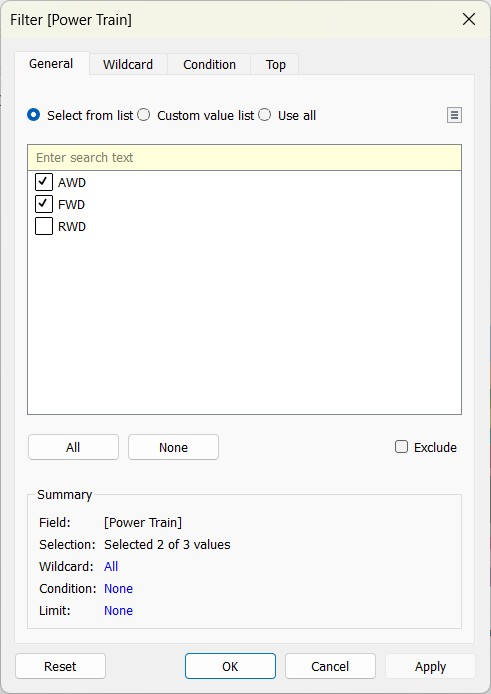 Filter [Power Train]
General Wildcard Condition Top
Select from list Custom value list Use all
Enter search text
AWD
FWD
RWD
All None Exclude
Summary
Field: [Power Train]
Selection: Selected 2 of 3 values
Wildcard: All
Condition: None
Limit: None
Reset OK Cancel Apply